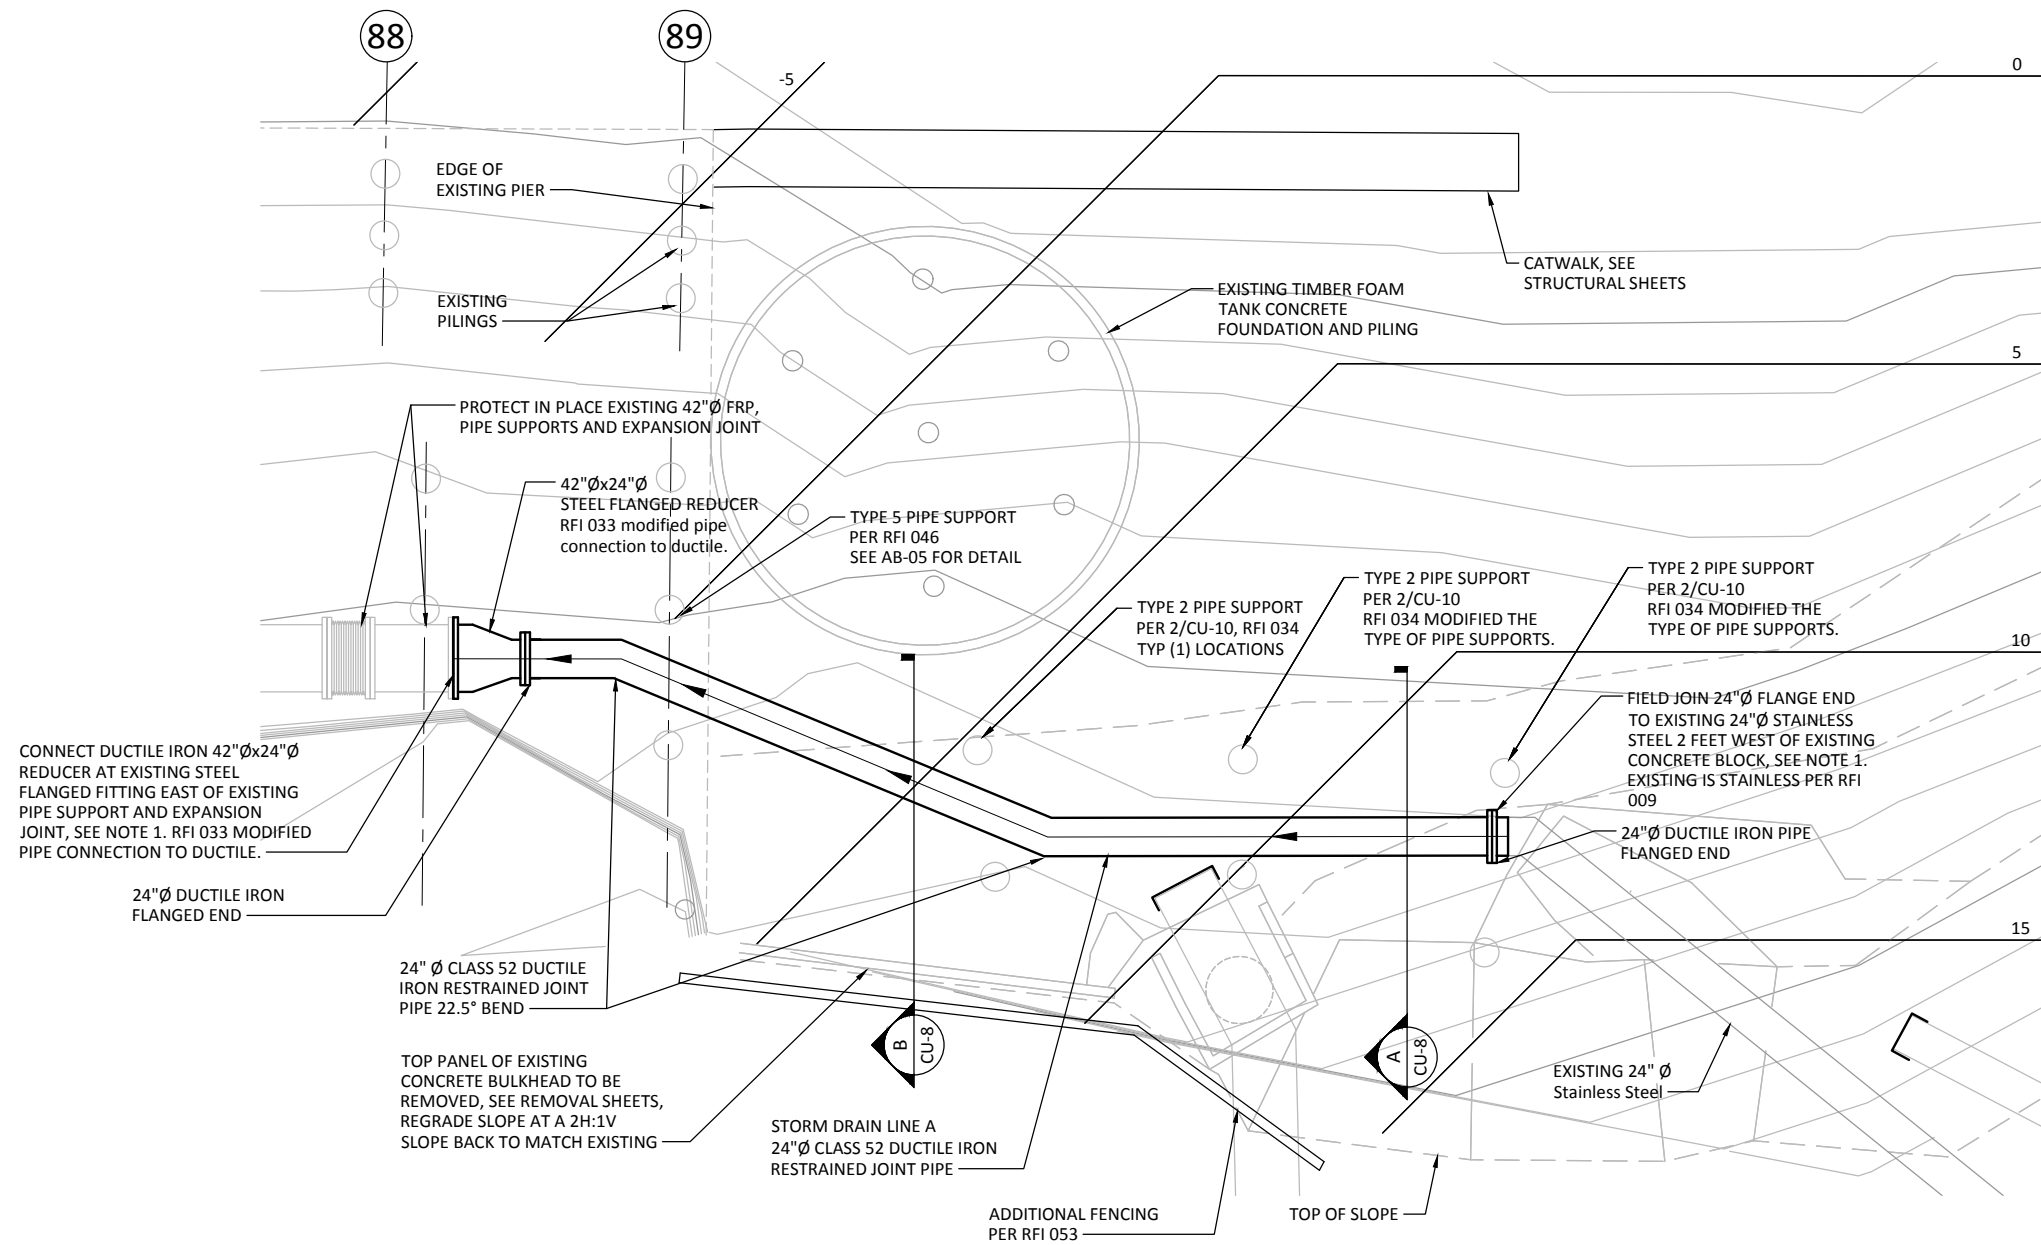 88
89
-5
0
EDGE OF
EXISTING PIER
EXISTING
PILINGS
CATWALK, SEE
STRUCTURAL SHEETS
EXISTING TIMBER FOAM
TANK CONCRETE
FOUNDATION AND PILING
5
PROTECT IN PLACE EXISTING 42"Ø FRP,
PIPE SUPPORTS AND EXPANSION JOINT
42"Øx24"Ø
STEEL FLANGED REDUCER
RFI 033 modified pipe
connection to ductile.
TYPE 5 PIPE SUPPORT
PER RFI 046
SEE AB-05 FOR DETAIL
TYPE 2 PIPE SUPPORT
PER 2/CU-10, RFI 034
TYP (1) LOCATIONS
TYPE 2 PIPE SUPPORT
PER 2/CU-10
RFI 034 MODIFIED THE
TYPE OF PIPE SUPPORTS.
TYPE 2 PIPE SUPPORT
PER 2/CU-10
RFI 034 MODIFIED THE
TYPE OF PIPE SUPPORTS.
10
FIELD JOIN 24"Ø FLANGE END
TO EXISTING 24"Ø STAINLESS
STEEL 2 FEET WEST OF EXISTING
CONCRETE BLOCK, SEE NOTE 1.
EXISTING IS STAINLESS PER RFI
009
24"Ø DUCTILE IRON PIPE
FLANGED END
CONNECT DUCTILE IRON 42"Øx24"Ø
REDUCER AT EXISTING STEEL
FLANGED FITTING EAST OF EXISTING
PIPE SUPPORT AND EXPANSION
JOINT, SEE NOTE 1. RFI 033 MODIFIED
PIPE CONNECTION TO DUCTILE.
24"Ø DUCTILE IRON
FLANGED END
15
24" Ø CLASS 52 DUCTILE
IRON RESTRAINED JOINT
PIPE 22.5° BEND
B
CU-8
A
CU-8
TOP PANEL OF EXISTING
CONCRETE BULKHEAD TO BE
REMOVED, SEE REMOVAL SHEETS,
REGRADE SLOPE AT A 2H:1V
SLOPE BACK TO MATCH EXISTING
EXISTING 24" Ø
Stainless Steel
STORM DRAIN LINE A
24"Ø CLASS 52 DUCTILE IRON
RESTRAINED JOINT PIPE
ADDITIONAL FENCING
PER RFI 053
TOP OF SLOPE